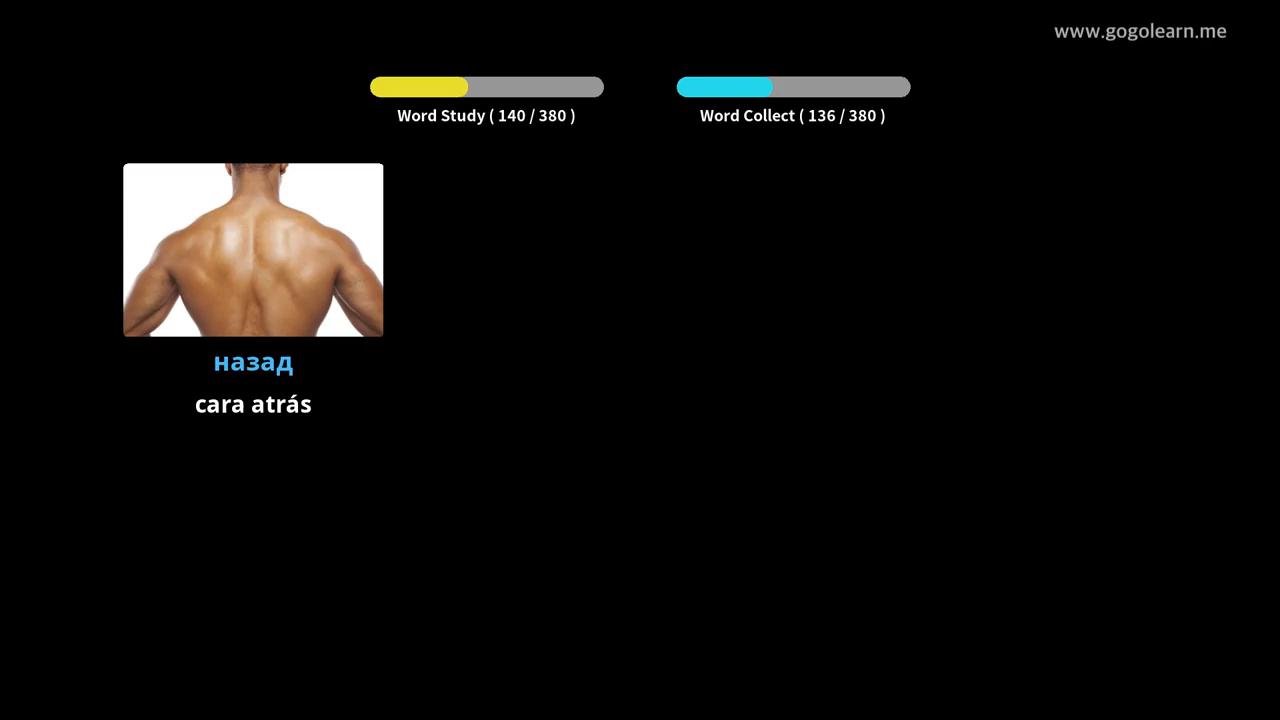 www.gogolearn.me
Word Study ( 140 / 380 )
Word Collect ( 136 / 380 )
назад
cara atrás